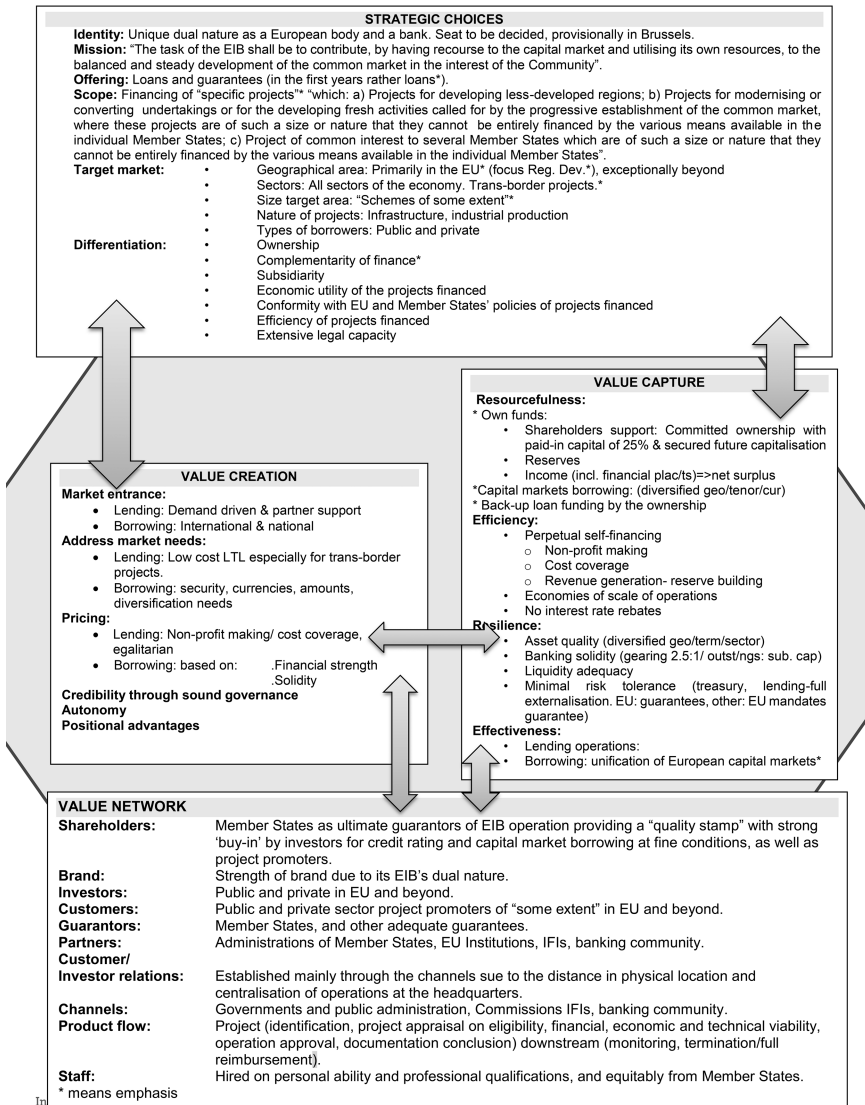 STRATEGIC CHOICES
Identity: Unique dual nature as a European body and a bank. Seat to be decided, provisionally in Brussels.
Mission: “The task of the EIB shall be to contribute, by having recourse to the capital market and utilising its own resources, to the
balanced and steady development of the common market in the interest of the Community”.
Offering: Loans and guarantees (in the first years rather loans*).
Scope: Financing of “specific projects”* “which: a) Projects for developing less-developed regions; b) Projects for modernising or
converting undertakings or for the developing fresh activities called for by the progressive establishment of the common market,
where these projects are of such a size or nature that they cannot be entirely financed by the various means available in the
individual Member States; c) Project of common interest to several Member States which are of such a size or nature that they
cannot be entirely financed by the various means available in the individual Member States”.
Target market: • Geographical area: Primarily in the EU* (focus Reg. Dev.*), exceptionally beyond
• Sectors: All sectors of the economy. Trans-border projects.*
• Size target area: “Schemes of some extent”*
• Nature of projects: Infrastructure, industrial production
• Types of borrowers: Public and private
Differentiation: • Ownership
• Complementarity of finance*
• Subsidiarity
• Economic utility of the projects financed
• Conformity with EU and Member States’ policies of projects financed
• Efficiency of projects financed
• Extensive legal capacity
VALUE CREATION
Market entrance:
• Lending: Demand driven & partner support
• Borrowing: International & national
Address market needs:
• Lending: Low cost LTL especially for trans-border
projects.
• Borrowing: security, currencies, amounts,
diversification needs
Pricing:
• Lending: Non-profit making/ cost coverage,
egalitarian
• Borrowing: based on: .Financial strength
.Solidity
Credibility through sound governance
Autonomy
Positional advantages
VALUE CAPTURE
Resourcefulness:
* Own funds:
• Shareholders support: Committed ownership with
paid-in capital of 25% & secured future capitalisation
• Reserves
• Income (incl. financial plac/ts)=>net surplus
*Capital markets borrowing: (diversified geo/tenor/cur)
* Back-up loan funding by the ownership
Efficiency:
• Perpetual self-financing
○ Non-profit making
○ Cost coverage
○ Revenue generation- reserve building
• Economies of scale of operations
• No interest rate rebates
Resilience:
• Asset quality (diversified geo/term/sector)
• Banking solidity (gearing 2.5:1/ outst/ngs: sub. cap)
• Liquidity adequacy
• Minimal risk tolerance (treasury, lending-full
externalisation. EU: guarantees, other: EU mandates
guarantee)
Effectiveness:
• Lending operations:
• Borrowing: unification of European capital markets*
VALUE NETWORK
Shareholders: Member States as ultimate guarantors of EIB operation providing a “quality stamp” with strong
‘buy-in’ by investors for credit rating and capital market borrowing at fine conditions, as well as
project promoters.
Brand: Strength of brand due to its EIB’s dual nature.
Investors: Public and private in EU and beyond.
Customers: Public and private sector project promoters of “some extent” in EU and beyond.
Guarantors: Member States, and other adequate guarantees.
Partners: Administrations of Member States, EU Institutions, IFIs, banking community.
Customer/
Investor relations: Established mainly through the channels sue to the distance in physical location and
centralisation of operations at the headquarters.
Channels: Governments and public administration, Commissions IFIs, banking community.
Product flow: Project (identification, project appraisal on eligibility, financial, economic and technical viability,
operation approval, documentation conclusion) downstream (monitoring, termination/full
reimbursement).
Staff: Hired on personal ability and professional qualifications, and equitably from Member States.
* means emphasis
In